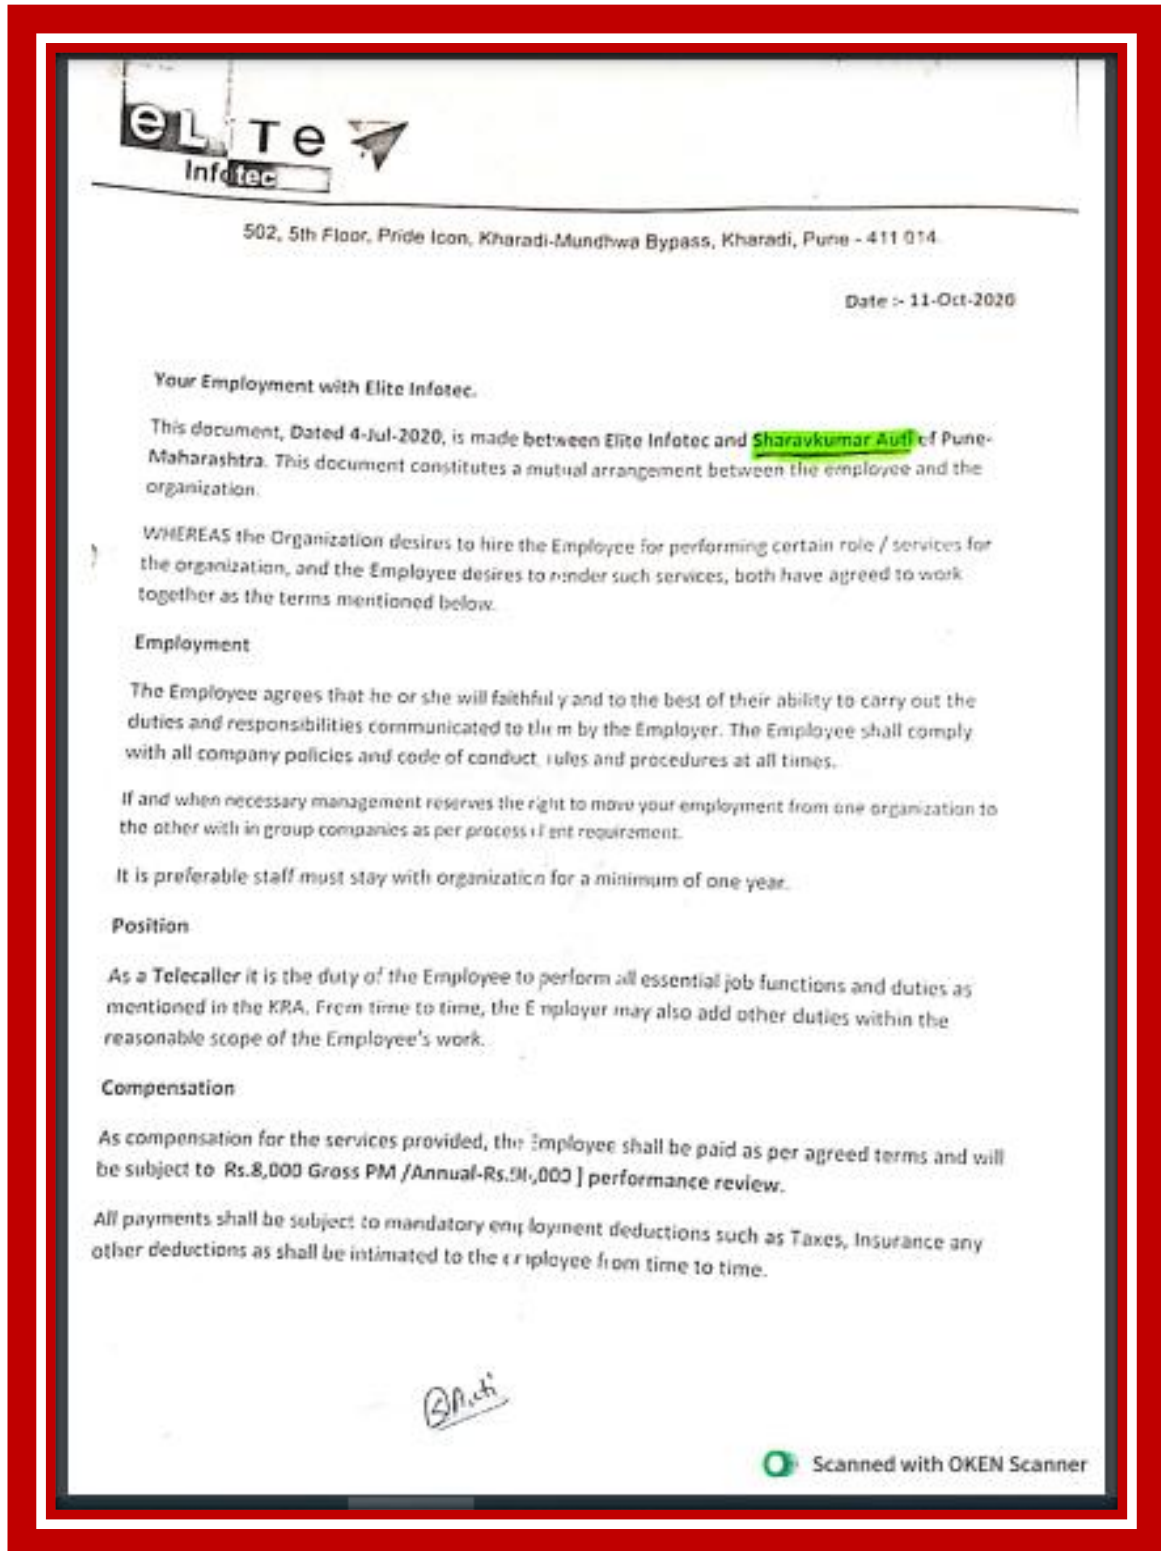 eLiTe
Infotec
502, 5th Floor, Pride Icon, Kharadi-Mundhwa Bypass, Kharadi, Pune - 411 014.
Date :- 11-Oct-2020
Your Employment with Elite Infotec.
This document, Dated 4-Jul-2020, is made between Elite Infotec and Sharavkumar Auti of Pune-
Maharashtra. This document constitutes a mutual arrangement between the employee and the
organization.
WHEREAS the Organization desires to hire the Employee for performing certain role / services for
the organization, and the Employee desires to render such services, both have agreed to work
together as the terms mentioned below.
Employment
The Employee agrees that he or she will faithfully and to the best of their ability to carry out the
duties and responsibilities communicated to them by the Employer. The Employee shall comply
with all company policies and code of conduct, rules and procedures at all times.
If and when necessary management reserves the right to move your employment from one organization to
the other with in group companies as per process requirement.
It is preferable staff must stay with organization for a minimum of one year.
Position
As a Telecaller it is the duty of the Employee to perform all essential job functions and duties as
mentioned in the KRA. From time to time, the Employer may also add other duties within the
reasonable scope of the Employee's work.
Compensation
As compensation for the services provided, the Employee shall be paid as per agreed terms and will
be subject to Rs.8,000 Gross PM /Annual- ] performance review.
All payments shall be subject to mandatory employment deductions such as Taxes, Insurance any
other deductions as shall be intimated to the employee from time to time.
SAuti
Scanned with OKEN Scanner